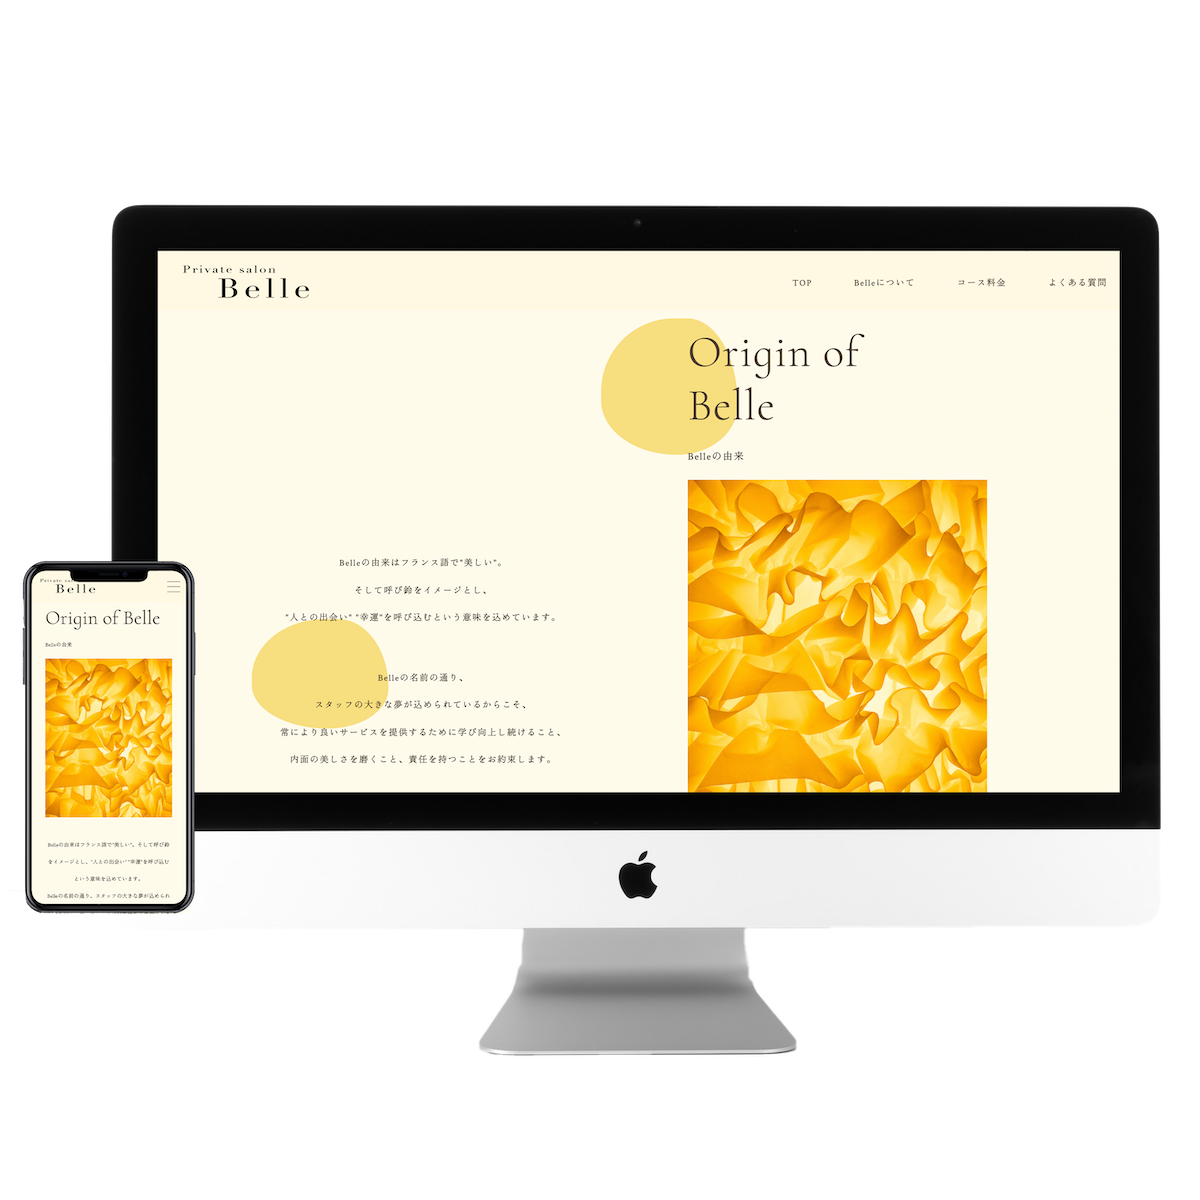 Private salon
Belle
TOP
Belleについて
コース料金
よくある質問
Origin of
Belle
Belleの由来
Belleの由来はフランス語で"美しい"。
そして呼び鈴をイメージとし、
"人との出会い" "幸運"を呼び込むという意味を込めています。
Belleの名前の通り、
スタッフの大きな夢が込められているからこそ、
常により良いサービスを提供するために学び向上し続けること、
内面の美しさを磨くこと、責任を持つことをお約束します。
Private
Belle
Origin of Belle
Belleの由来
Belleの由来はフランス語で"美しい"。そして呼び鈴
をイメージとし、"人との出会い" "幸運"を呼び込む
という意味を込めています。
Belleの名前の通り、スタッフの大きな夢が込められ